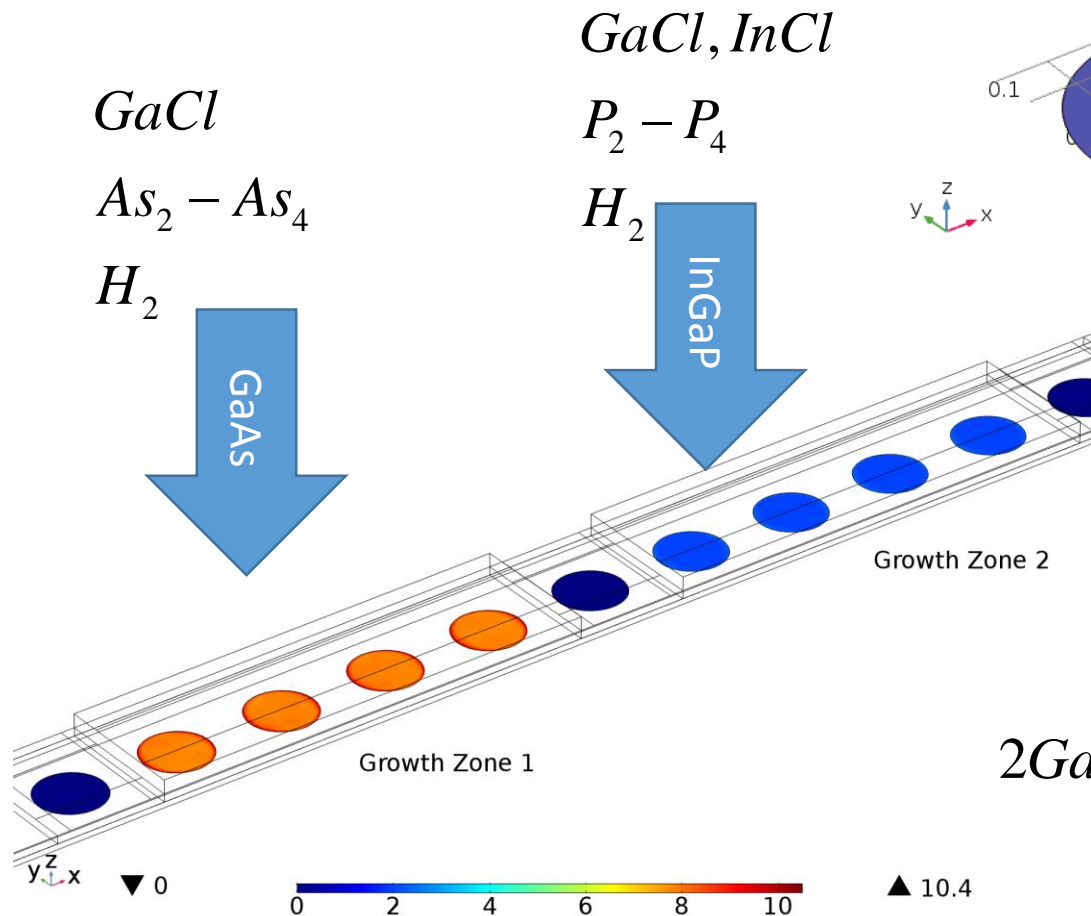 GaCl
As₂ − As₄
H₂
GaAs
GaCl, InCl
P₂ − P₄
H₂
InGaP
0.1
z
y
x
Growth Zone 2
Growth Zone 1
2Ga
z
y x
▼ 0
0 2 4 6 8 10
▲ 10.4